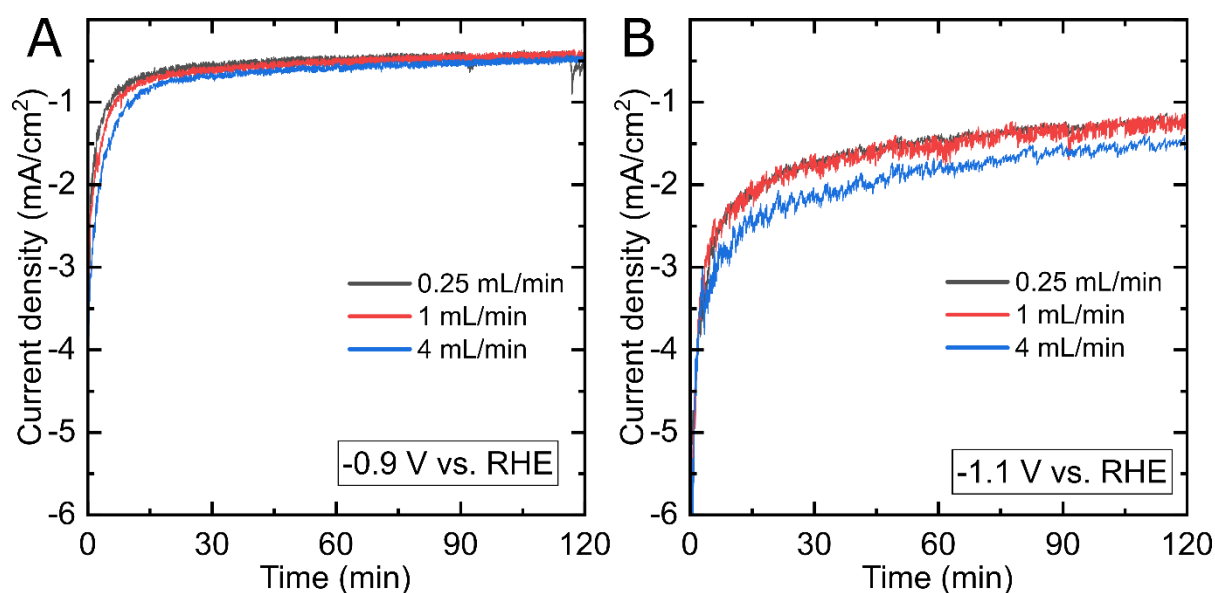 A
Current density (mA/cm²)
-1
-2
-3
-4
-5
-6
0.25 mL/min
1 mL/min
4 mL/min
-0.9 V vs. RHE
0 30 60 90 120
Time (min)
B
Current density (mA/cm²)
-1
-2
-3
-4
-5
-6
0.25 mL/min
1 mL/min
4 mL/min
-1.1 V vs. RHE
0 30 60 90 120
Time (min)